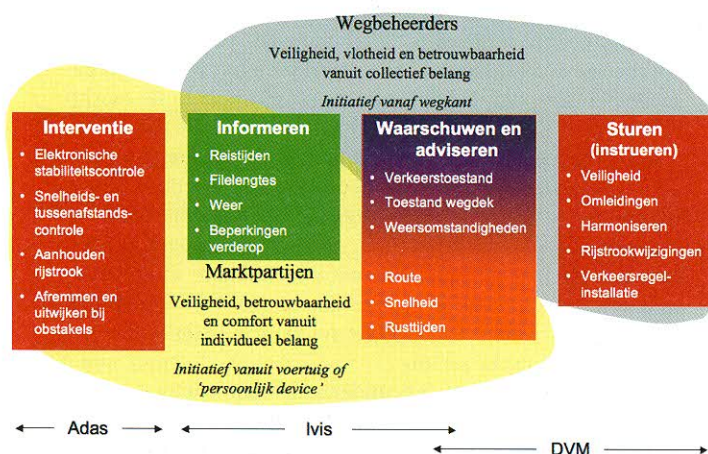 Wegbeheerders
Veiligheid, vlotheid en betrouwbaarheid
vanuit collectief belang
Initiatief vanaf wegkant
Interventie
• Elektronische
stabiliteitscontrole
• Snelheids- en
tussenafstands-
controle
• Aanhouden
rijstrook
• Afremmen en
uitwijken bij
obstakels
Informeren
• Reistijden
• Filelengtes
• Weer
• Beperkingen
verderop
Marktpartijen
Veiligheid, betrouwbaarheid
en comfort vanuit
individueel belang
Initiatief vanuit voertuig of
‘persoonlijk device’
Waarschuwen en
adviseren
• Verkeerstoestand
• Toestand wegdek
• Weersomstandigheden
• Route
• Snelheid
• Rusttijden
Sturen
(instrueren)
• Veiligheid
• Omleidingen
• Harmoniseren
• Rijstrookwijzigingen
• Verkeersregel-
installatie
Adas
Ivis
DVM